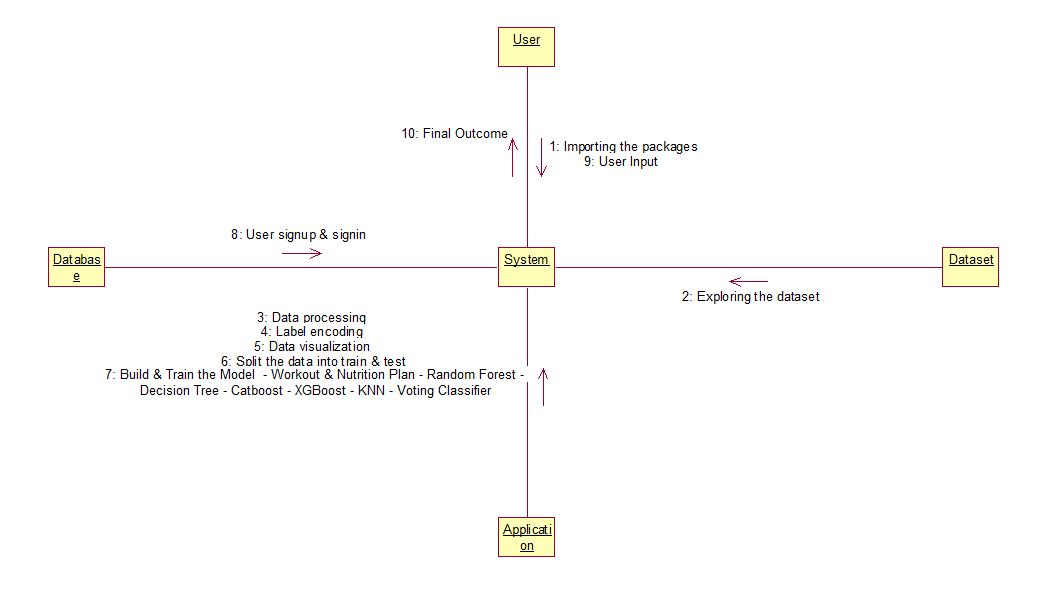 User
10: Final Outcome
1: Importing the packages
9: User Input
8: User signup & signin
Databas
e
System
Dataset
2: Exploring the dataset
3: Data processing
4: Label encoding
5: Data visualization
6: Split the data into train & test
7: Build & Train the Model  - Workout & Nutrition Plan - Random Forest -
Decision Tree - Catboost - XGBoost - KNN - Voting Classifier
Applicati
on